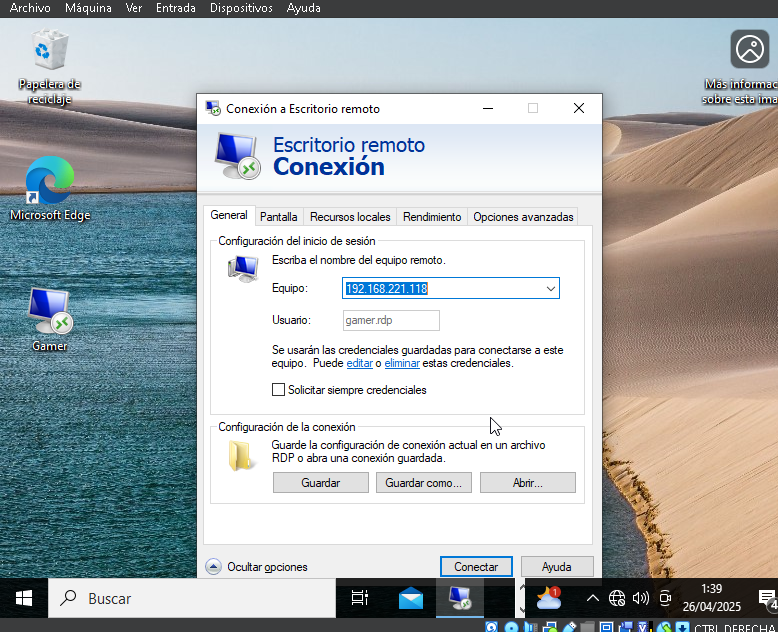 Archivo Máquina Ver Entrada Dispositivos Ayuda
Papelera de
reciclaje
Más informac
sobre esta ima
Microsoft Edge
Gamer
Conexión a Escritorio remoto
Escritorio remoto
Conexión
General Pantalla Recursos locales Rendimiento Opciones avanzadas
Configuración del inicio de sesión
Escriba el nombre del equipo remoto.
Equipo: 192.168.221.118
Usuario: gamer.rdp
Se usarán las credenciales guardadas para conectarse a este
equipo. Puede editar o eliminar estas credenciales.
Solicitar siempre credenciales
Configuración de la conexión
Guarde la configuración de conexión actual en un archivo
RDP o abra una conexión guardada.
Guardar Guardar como... Abrir...
Ocultar opciones Conectar Ayuda
Buscar
1
1:39
26/04/2025
4
CTRL DERECHA